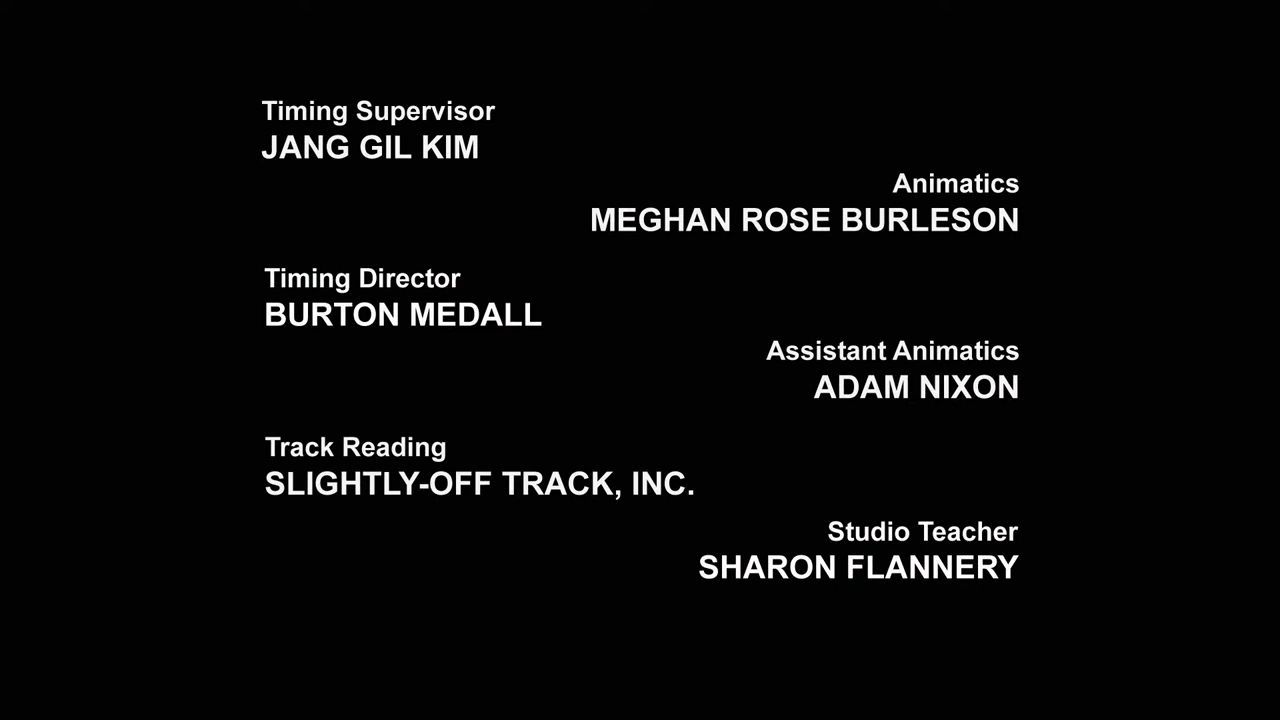 Timing Supervisor
JANG GIL KIM
Animatics
MEGHAN ROSE BURLESON
Timing Director
BURTON MEDALL
Assistant Animatics
ADAM NIXON
Track Reading
SLIGHTLY-OFF TRACK, INC.
Studio Teacher
SHARON FLANNERY